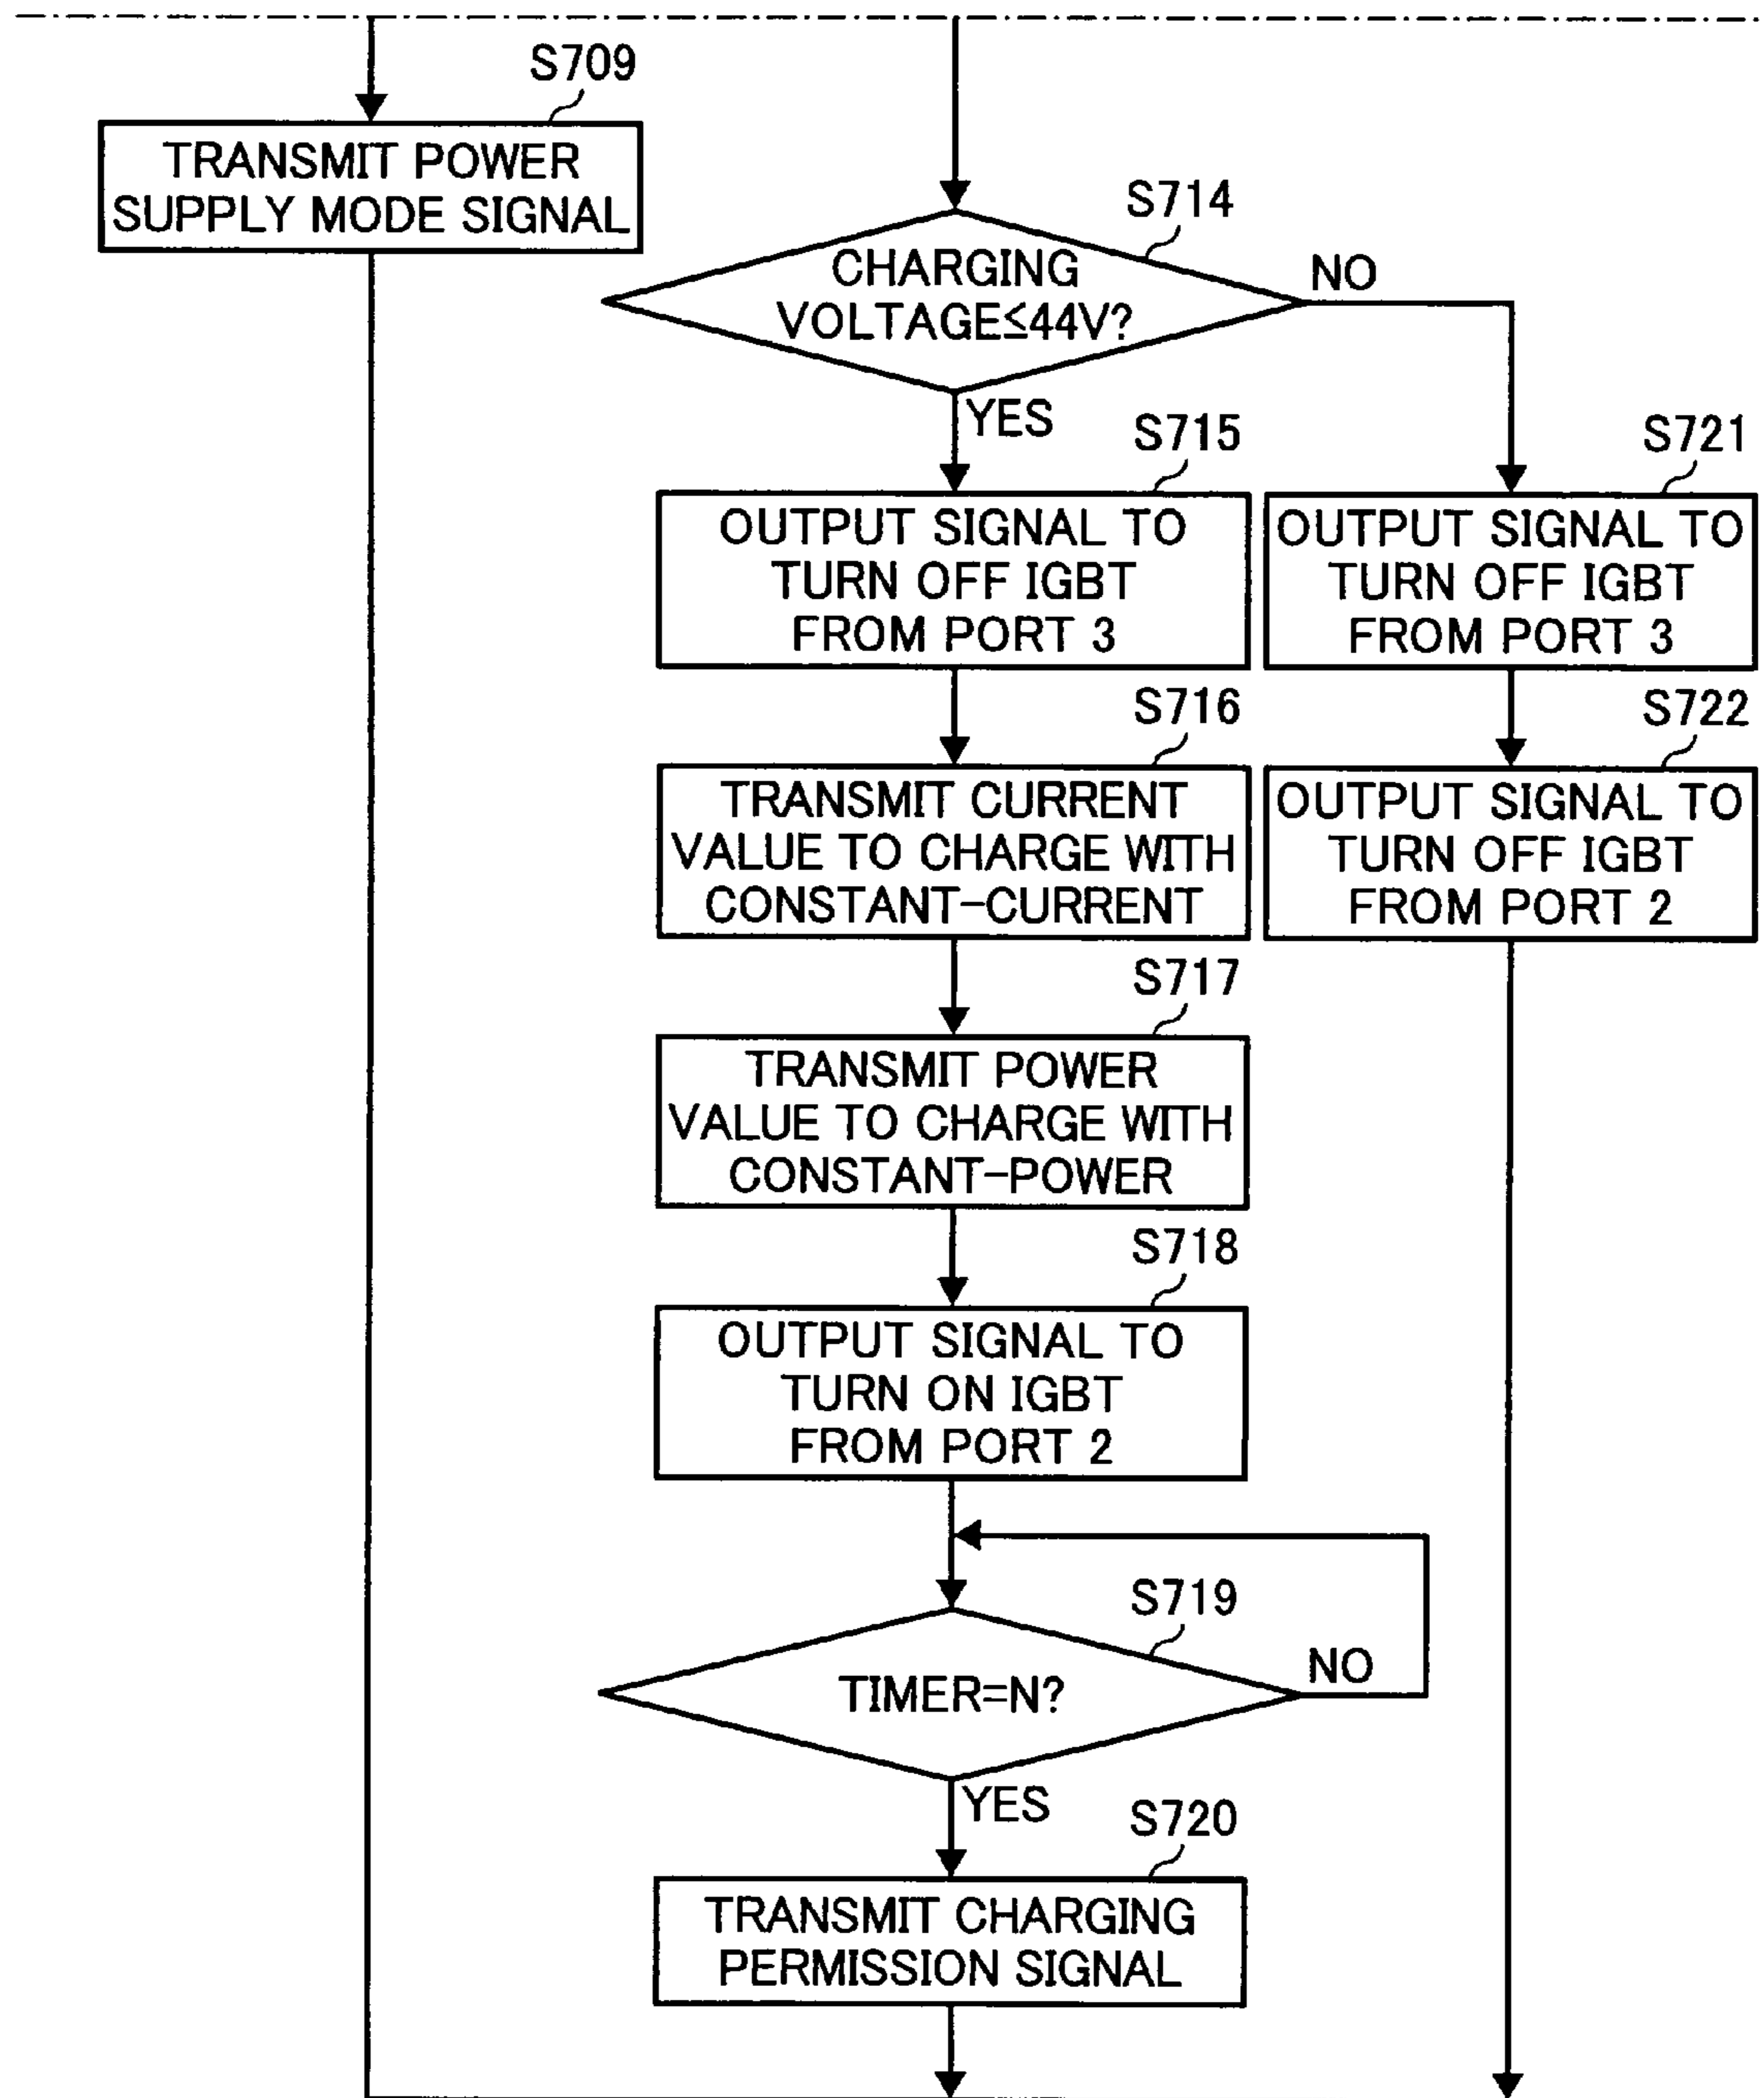 S709
TRANSMIT POWER
SUPPLY MODE SIGNAL
S714
CHARGING
VOLTAGE≤44V?
NO
YES
S715
OUTPUT SIGNAL TO
TURN OFF IGBT
FROM PORT 3
S721
OUTPUT SIGNAL TO
TURN OFF IGBT
FROM PORT 3
S716
TRANSMIT CURRENT
VALUE TO CHARGE WITH
CONSTANT-CURRENT
S722
OUTPUT SIGNAL TO
TURN OFF IGBT
FROM PORT 2
S717
TRANSMIT POWER
VALUE TO CHARGE WITH
CONSTANT-POWER
S718
OUTPUT SIGNAL TO
TURN ON IGBT
FROM PORT 2
S719
TIMER=N?
NO
YES
S720
TRANSMIT CHARGING
PERMISSION SIGNAL